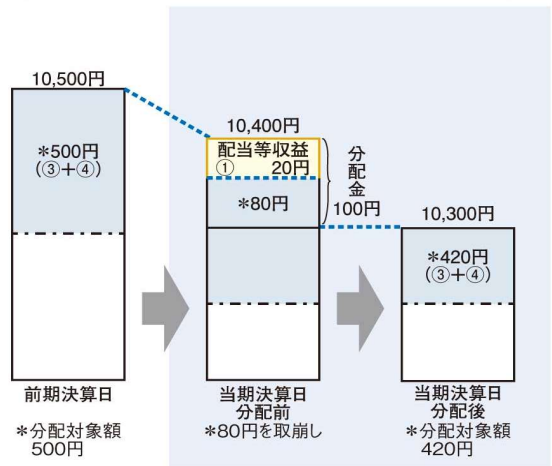 10,500円
＊500円
(③＋④)
前期決算日
＊分配対象額
500円
10,400円
配当等収益
① 20円
＊80円
分配金
100円
当期決算日
分配前
＊80円を取崩し
10,300円
＊420円
(③＋④)
当期決算日
分配後
＊分配対象額
420円